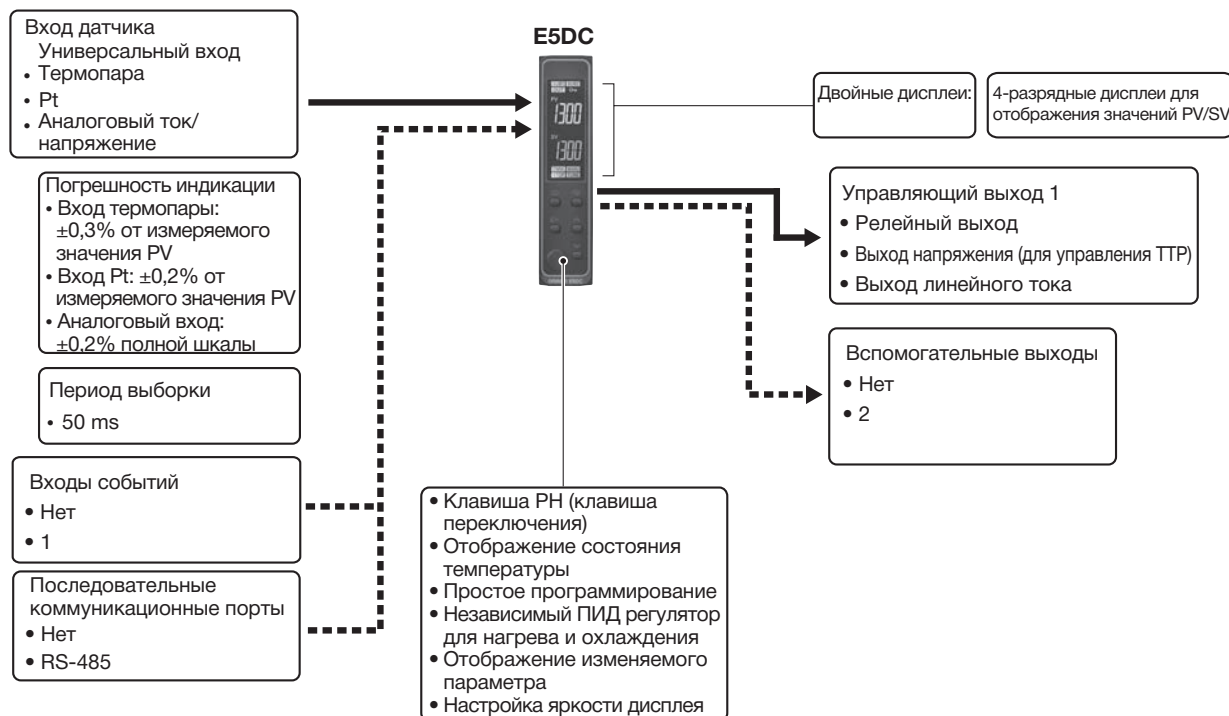 Вход датчика
Универсальный вход
• Термопара
• Pt
• Аналоговый ток/
напряжение
Погрешность индикации
• Вход термопары:
±0,3% от измеряемого
значения PV
• Вход Pt: ±0,2% от
измеряемого значения PV
• Аналоговый вход:
±0,2% полной шкалы
Период выборки
• 50 ms
Входы событий
• Нет
• 1
Последовательные
коммуникационные порты
• Нет
• RS-485
E5DC
PV
1300
SV
1300
• Клавиша PH (клавиша
переключения)
• Отображение состояния
температуры
• Простое программирование
• Независимый ПИД регулятор
для нагрева и охлаждения
• Отображение изменяемого
параметра
• Настройка яркости дисплея
Двойные дисплеи:
4-разрядные дисплеи для
отображения значений PV/SV
Управляющий выход 1
• Релейный выход
• Выход напряжения (для управления ТТР)
• Выход линейного тока
Вспомогательные выходы
• Нет
• 2